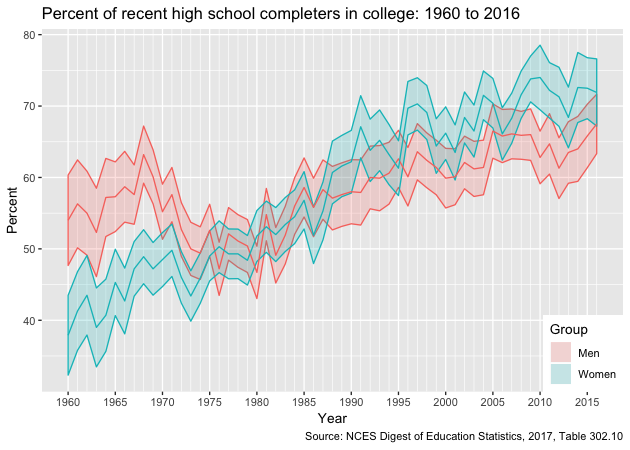 Percent of recent high school completers in college: 1960 to 2016
80
70
60
50
40
Percent
1960 1965 1970 1975 1980 1985 1990 1995 2000 2005 2010 2015
Year
Group
Men
Women
Source: NCES Digest of Education Statistics, 2017, Table 302.10